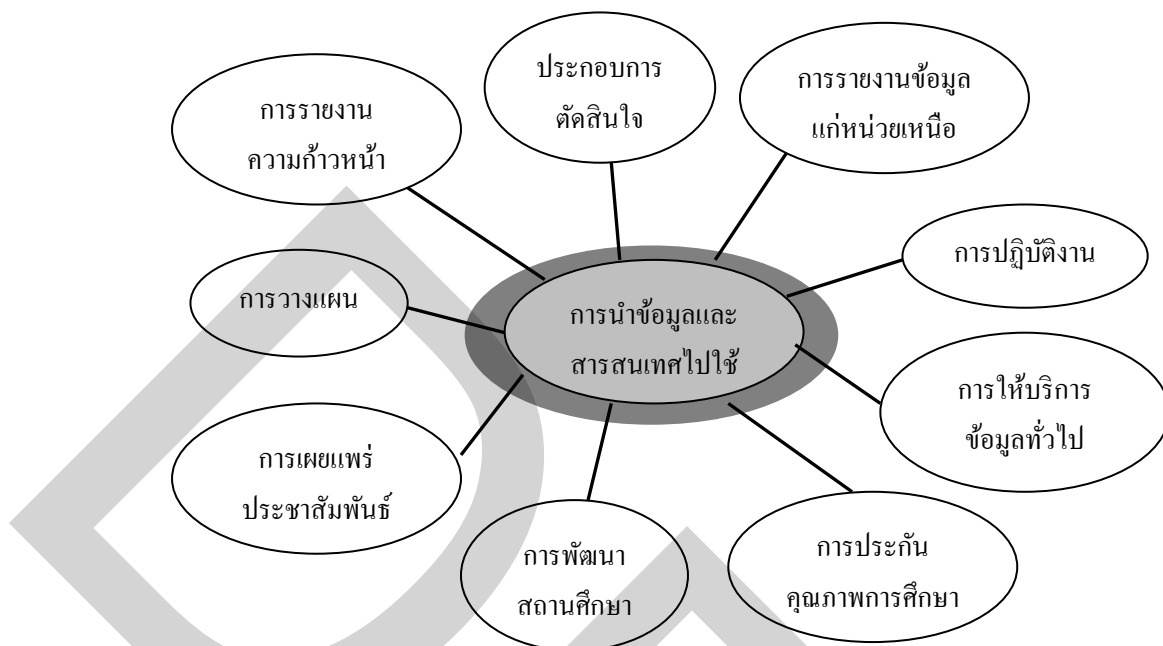 ประกอบการ
ตัดสินใจ
การรายงานข้อมูล
แก่หน่วยเหนือ
การรายงาน
ความก้าวหน้า
การปฏิบัติงาน
การวางแผน
การนำข้อมูลและ
สารสนเทศไปใช้
การให้บริการ
ข้อมูลทั่วไป
การเผยแพร่
ประชาสัมพันธ์
การพัฒนา
สถานศึกษา
การประกัน
คุณภาพการศึกษา